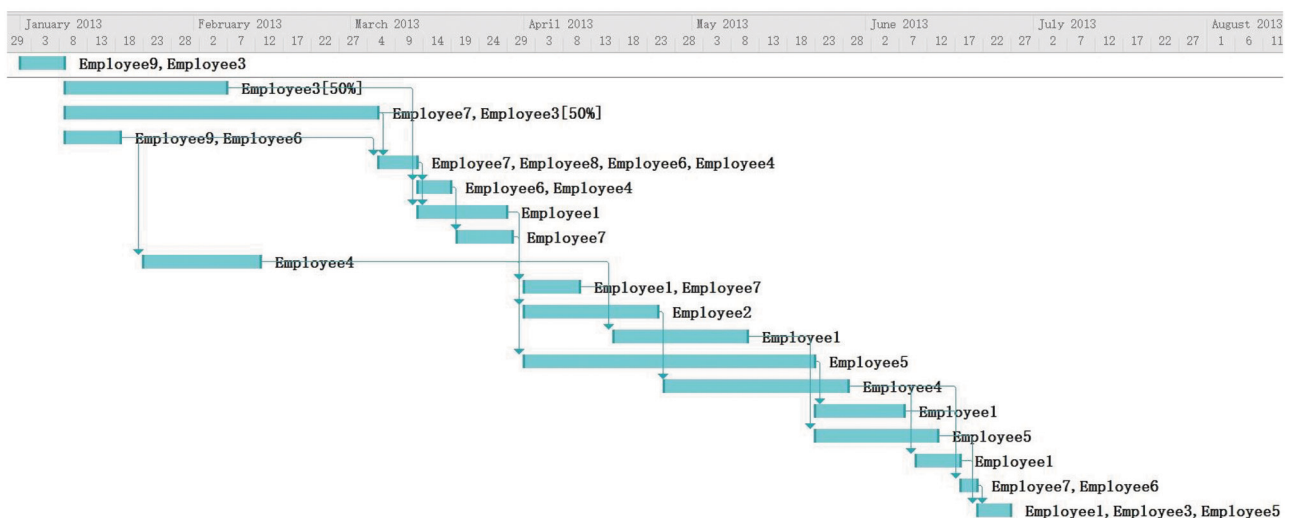 January 2013 February 2013 March 2013 April 2013 May 2013 June 2013 July 2013 August 2013
29 3 8 13 18 23 28 2 7 12 17 22 27 4 9 14 19 24 29 3 8 13 18 23 28 3 8 13 18 23 28 2 7 12 17 22 27 2 7 12 17 22 27 1 6 11
Employee9, Employee3
Employee3[50%]
Employee7, Employee3[50%]
Employee9, Employee6
Employee7, Employee8, Employee6, Employee4
Employee6, Employee4
Employee1
Employee7
Employee4
Employee1, Employee7
Employee2
Employee1
Employee5
Employee4
Employee1
Employee5
Employee1
Employee7, Employee6
Employee1, Employee3, Employee5